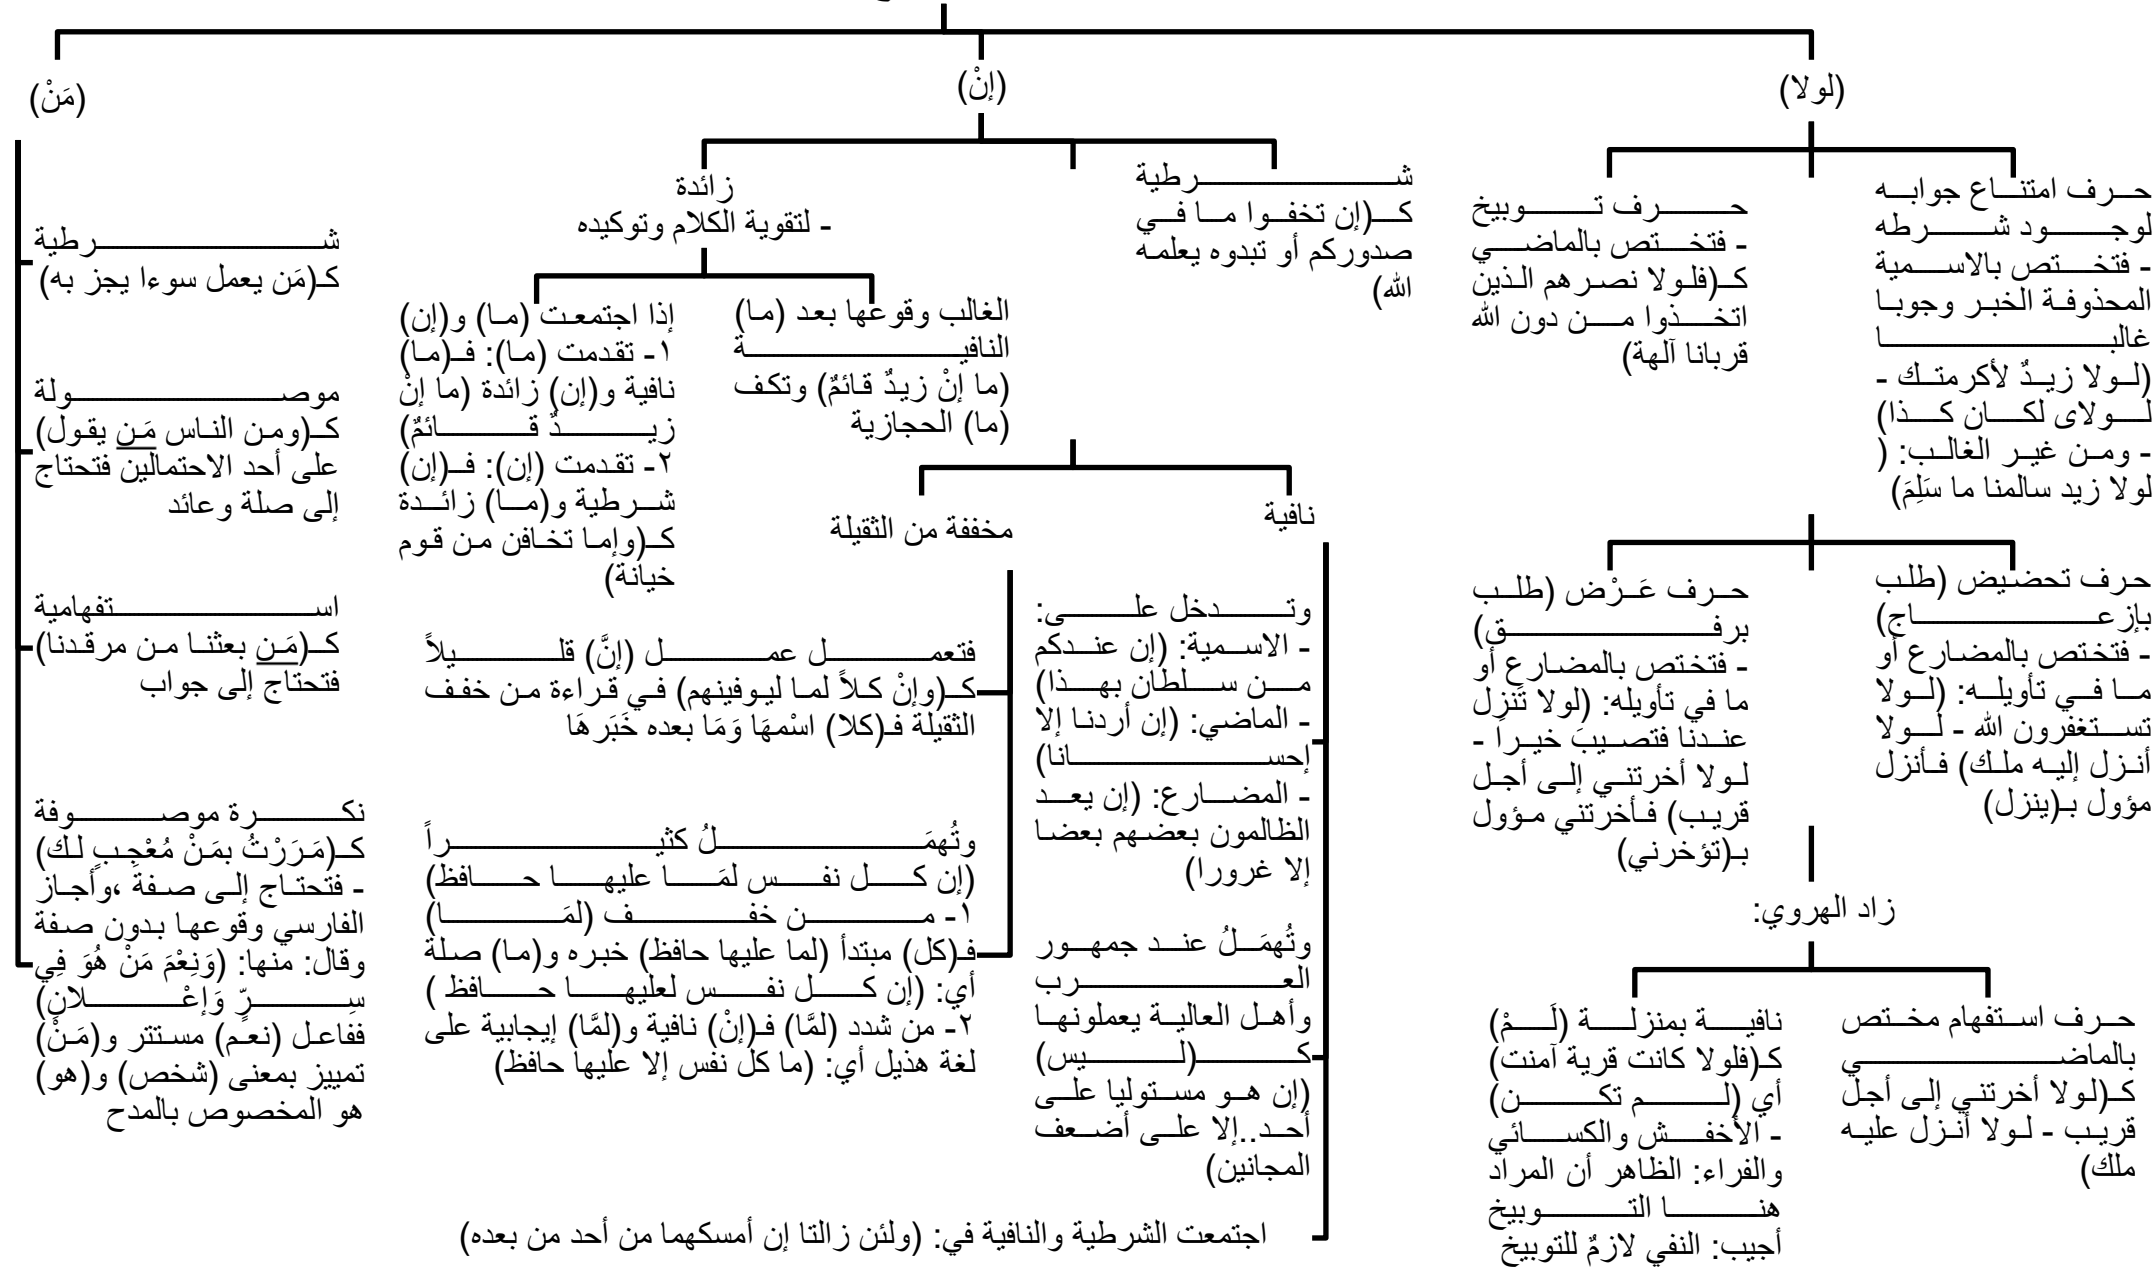 (لولا)
حرف امتناع جوابه
لوجود شرطه
- فتختص بالاسمية
المحذوفة الخبر وجوبا
غالبا
(لولا زيدٌ لأكرمتك -
لولاى لكان كذا)
- ومن غير الغالب: (
لولا زيد سالمنا ما سَلِمَ)
حرف توبيخ
- فتختص بالماضي
كـ(فلولا نصرهم الذين
اتخذوا من دون الله
قربانا آلهة)
حرف تحضيض (طلب
بإزعاج)
- فتختص بالمضارع أو
ما في تأويله: (لولا
تستغفرون الله - لولا
أنزل إليه ملك) فأنزل
مؤول بـ(ينزل)
حرف عَرْض (طلب
برفق)
- فتختص بالمضارع أو
ما في تأويله: (لولا تَنزل
عندنا فتصيبَ خيراً -
لولا أخرتني إلى أجل
قريب) فأخرتني مؤول
بـ(تؤخرني)
زاد الهروي:
حرف استفهام مختص
بالماضي
كـ(لولا أخرتني إلى أجل
قريب - لولا أنزل عليه
ملك)
نافية بمنزلة (لَمْ)
كـ(فلولا كانت قرية آمنت)
أي (لم تكن)
- الأخفش والكسائي
والفراء: الظاهر أن المراد
هنا التوبيخ
أجيب: النفي لازمٌ للتوبيخ
(إنْ)
شرطية
كـ(إن تخفوا ما في
صدوركم أو تبدوه يعلمه
الله)
زائدة
- لتقوية الكلام وتوكيده
الغالب وقوعها بعد (ما)
النافية
(ما إنْ زيدٌ قائمٌ) وتكف
(ما) الحجازية
إذا اجتمعت (ما) و(إن)
١- تقدمت (ما): فـ(ما)
نافية و(إن) زائدة (ما إنْ
زيدٌ قائمٌ)
٢- تقدمت (إن): فـ(إن)
شرطية و(ما) زائدة
كـ(وإما تخافن من قوم
خيانة)
نافية
وتدخل على:
- الاسمية: (إن عندكم
من سلطان بهذا)
- الماضي: (إن أردنا إلا
إحسانا)
- المضارع: (إن يعد
الظالمون بعضهم بعضا
إلا غرورا)
وتُهمَلُ عند جمهور
العرب
وأهل العالية يعملونها
كـ(ليس)
(إن هو مستوليا على
أحد..إلا على أضعف
المجانين)
اجتمعت الشرطية والنافية في: (ولئن زالتا إن أمسكهما من أحد من بعده)
مخففة من الثقيلة
فتعمل عمل (إنَّ) قليلاً
كـ(وإنْ كلاً لما ليوفينهم) في قراءة من خفف
الثقيلة فـ(كلا) اسْمهَا وَمَا بعده خَبَرهَا
وتُهمَلُ كثيراً
(إن كل نفس لمَا عليها حافظ)
١- من خفف (لمَا)
فـ(كل) مبتدأ (لما عليها حافظ) خبره و(ما) صلة
أي: (إن كل نفس لعليها حافظ )
٢- من شدد (لمَّا) فـ(إنْ) نافية و(لمَّا) إيجابية على
لغة هذيل أي: (ما كل نفس إلا عليها حافظ)
(مَنْ)
شرطية
كـ(مَن يعمل سوءا يجز به)
موصولة
كـ(ومن الناس مَن يقول)
على أحد الاحتمالين فتحتاج
إلى صلة وعائد
استفهامية
كـ(مَن بعثنا من مرقدنا)
فتحتاج إلى جواب
نكرة موصوفة
كـ(مَرَرْتُ بمَنْ مُعْجِبٍ لك)
- فتحتاج إلى صفة ،وأجاز
الفارسي وقوعها بدون صفة
وقال: منها: (وَنِعْمَ مَنْ هُوَ فِي
سِرٍّ وَإعْلانِ)
ففاعل (نعم) مستتر و(مَنْ)
تمييز بمعنى (شخص) و(هو)
هو المخصوص بالمدح